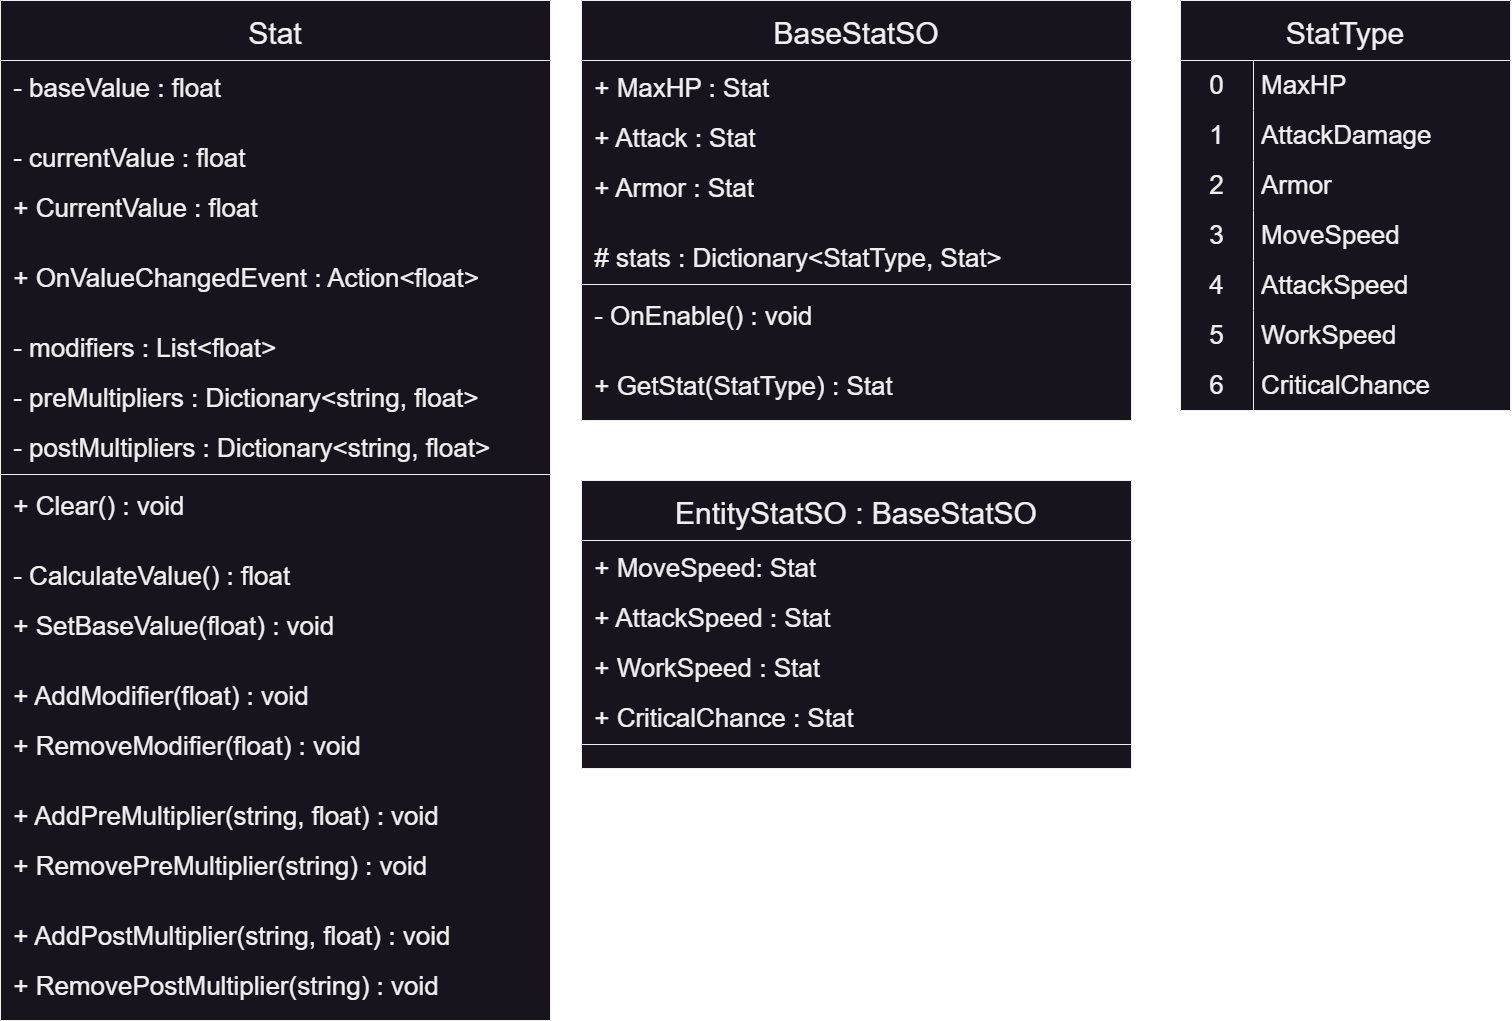 Stat
- baseValue : float
- currentValue : float
+ CurrentValue : float
+ OnValueChangedEvent : Action<float>
- modifiers : List<float>
- preMultipliers : Dictionary<string, float>
- postMultipliers : Dictionary<string, float>
+ Clear() : void
- CalculateValue() : float
+ SetBaseValue(float) : void
+ AddModifier(float) : void
+ RemoveModifier(float) : void
+ AddPreMultiplier(string, float) : void
+ RemovePreMultiplier(string) : void
+ AddPostMultiplier(string, float) : void
+ RemovePostMultiplier(string) : void
BaseStatSO
+ MaxHP : Stat
+ Attack : Stat
+ Armor : Stat
# stats : Dictionary<StatType, Stat>
- OnEnable() : void
+ GetStat(StatType) : Stat
EntityStatSO : BaseStatSO
+ MoveSpeed: Stat
+ AttackSpeed : Stat
+ WorkSpeed : Stat
+ CriticalChance : Stat
StatType
0 MaxHP
1 AttackDamage
2 Armor
3 MoveSpeed
4 AttackSpeed
5 WorkSpeed
6 CriticalChance